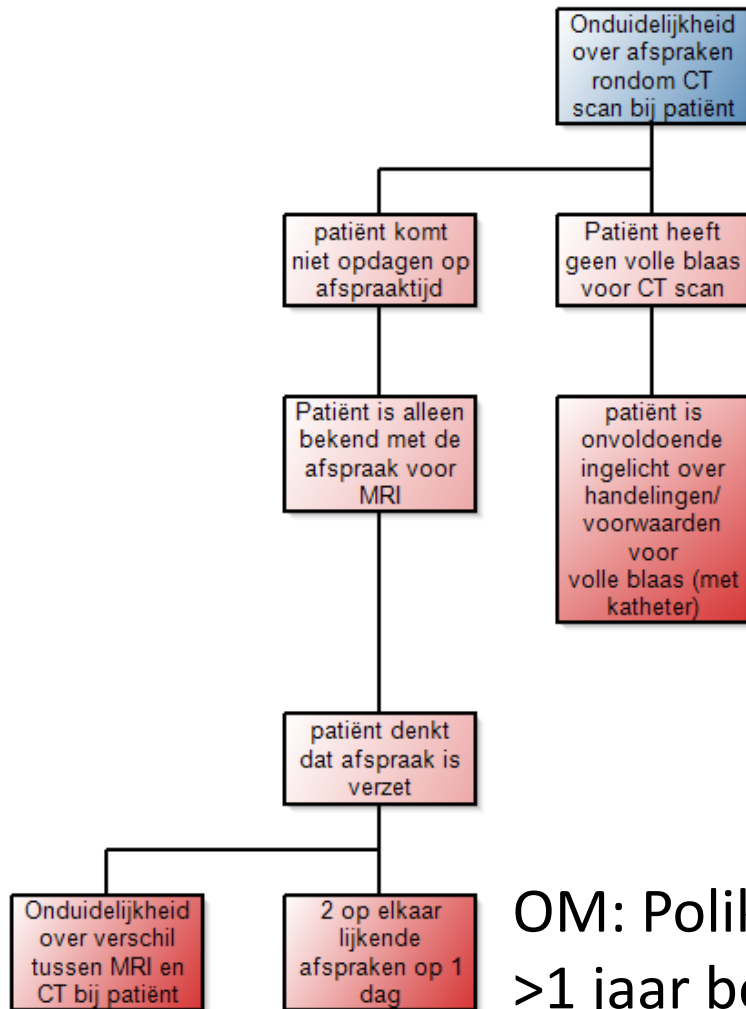 Onduidelijkheid
over afspraken
rondom CT
scan bij patiënt
patiënt komt
niet opdagen op
afspraaktijd
Patiënt heeft
geen volle blaas
voor CT scan
Patiënt is alleen
bekend met de
afspraak voor
MRI
patiënt is
onvoldoende
ingelicht over
handelingen/
voorwaarden
voor
volle blaas (met
katheter)
patiënt denkt
dat afspraak is
verzet
Onduidelijkheid
over verschil
tussen MRI en
CT bij patiënt
2 op elkaar
lijkende
afspraken op 1
dag
OM:
>1 jaar